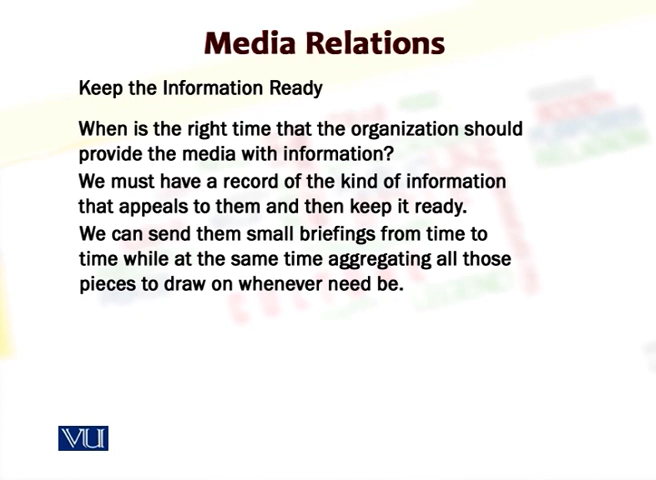 Media Relations
Keep the Information Ready
When is the right time that the organization should
provide the media with information?
We must have a record of the kind of information
that appeals to them and then keep it ready.
We can send them small briefings from time to
time while at the same time aggregating all those
pieces to draw on whenever need be.
VU